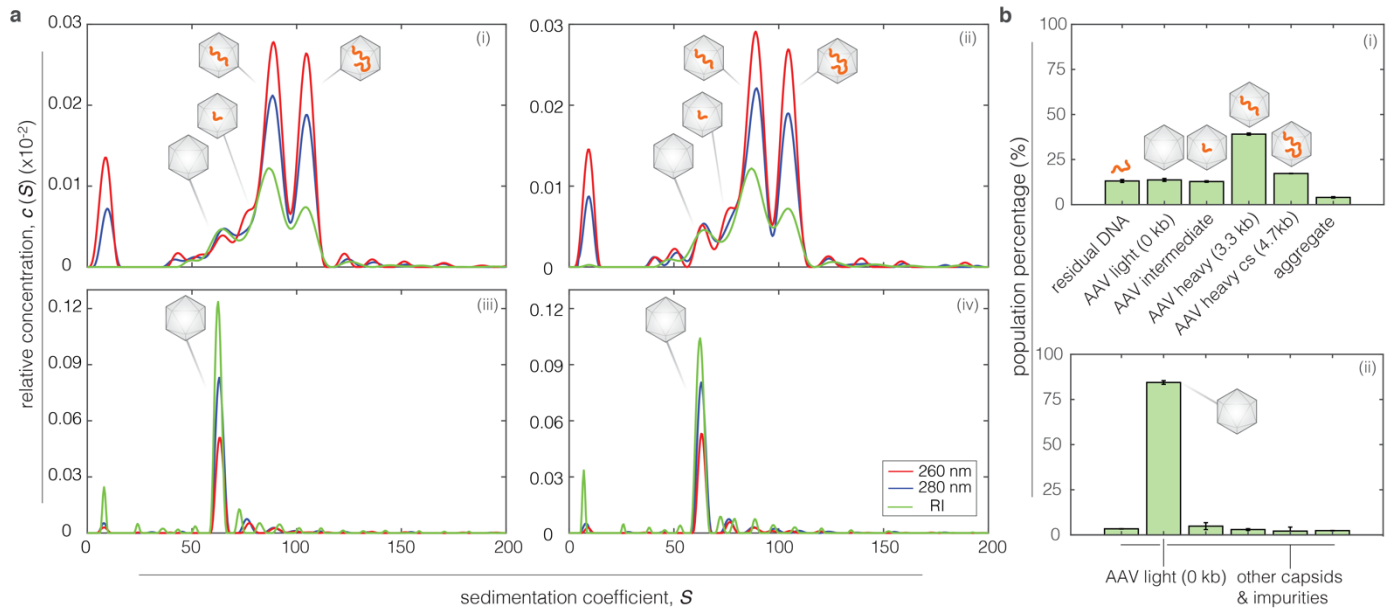 a
relative concentration, c (S) (x10-2)
0.03
0.02
0.01
0
(i)
0.03
0.02
0.01
0
(ii)
0.12
0.09
0.06
0.03
0
(iii)
0 50 100 150 200
0.12
0.09
0.06
0.03
0
(iv)
260 nm
280 nm
RI
0 50 100 150 200
sedimentation coefficient, S
b
population percentage (%)
100
75
50
25
0
(i)
residual DNA
AAV light (0 kb)
AAV intermediate
AAV heavy (3.3 kb)
AAV heavy cs (4.7kb)
aggregate
100
75
50
25
0
(ii)
AAV light (0 kb)
other capsids
& impurities